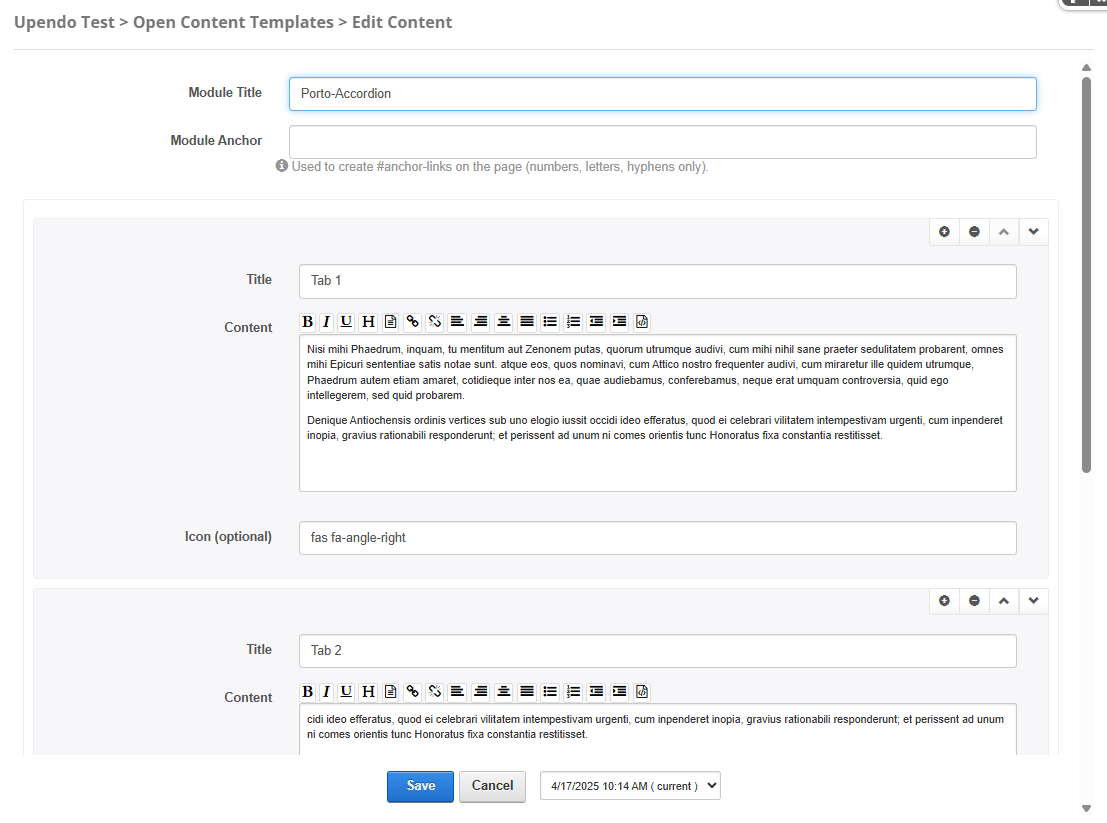 Upendo Test > Open Content Templates > Edit Content
Module Title
Porto-Accordion
Module Anchor
Used to create #anchor-links on the page (numbers, letters, hyphens only).
Title
Tab 1
Content
B I U H
Nisi mihi Phaedrum, inquam, tu mentitum aut Zenonem putas, quorum utrumque audivi, cum mihi nihil sane praeter sedulitatem probarent, omnes
mihi Epicuri sententiae satis notae sunt. atque eos, quos nominavi, cum Attico nostro frequenter audivi, cum miraretur ille quidem utrumque,
Phaedrum autem etiam amaret, cotidieque inter nos ea, quae audiebamus, conferebamus, neque erat umquam controversia, quid ego
intellegerem, sed quid probarem.
Denique Antiochensis ordinis vertices sub uno elogio iussit occidi ideo efferatus, quod ei celebrari vilitatem intempestivam urgenti, cum inpenderet
inopia, gravius rationabili responderunt; et perissent ad unum ni comes orientis tunc Honoratus fixa constantia restitisset.
Icon (optional)
fas fa-angle-right
Title
Tab 2
Content
B I U H
cidi ideo efferatus, quod ei celebrari vilitatem intempestivam urgenti, cum inpenderet inopia, gravius rationabili responderunt; et perissent ad unum
ni comes orientis tunc Honoratus fixa constantia restitisset.
Save
Cancel
4/17/2025 10:14 AM ( current )